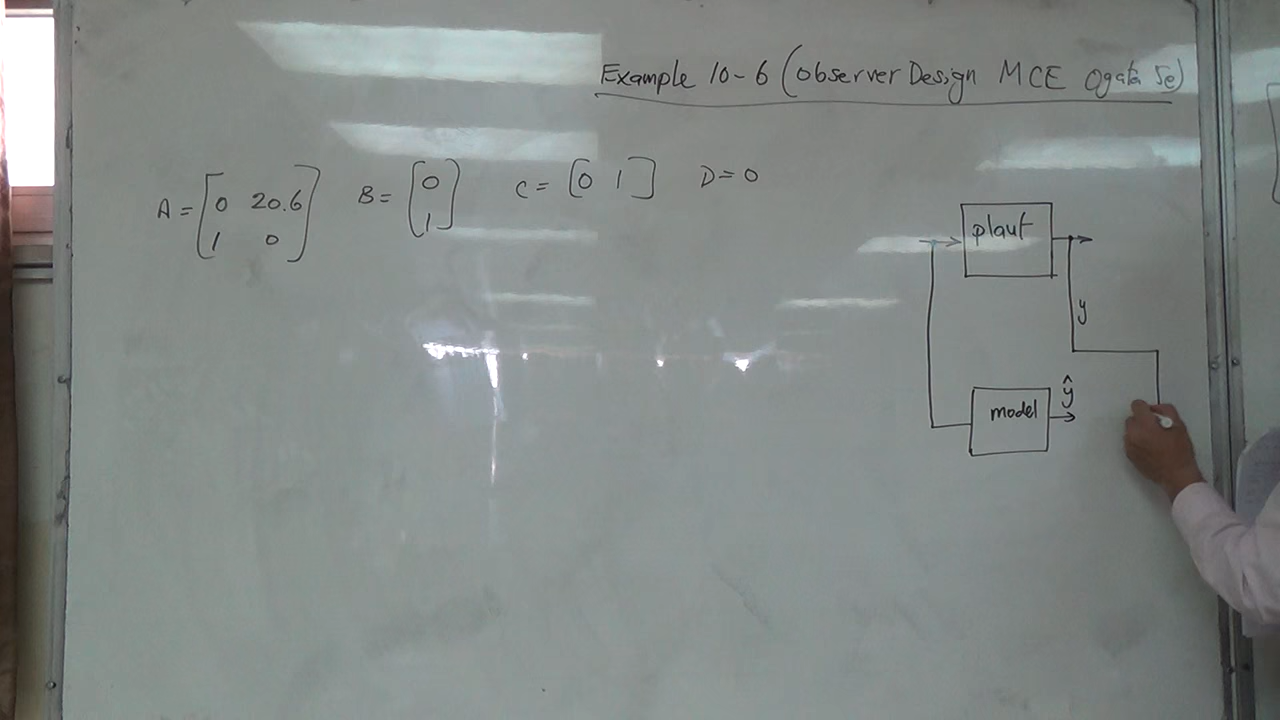 Example 10-6 (Observer Design MCE Ogata 5e)
A = [0 20.6
1 0] B = [0
1] C = [0 1] D = 0
plant
y
ŷ
model